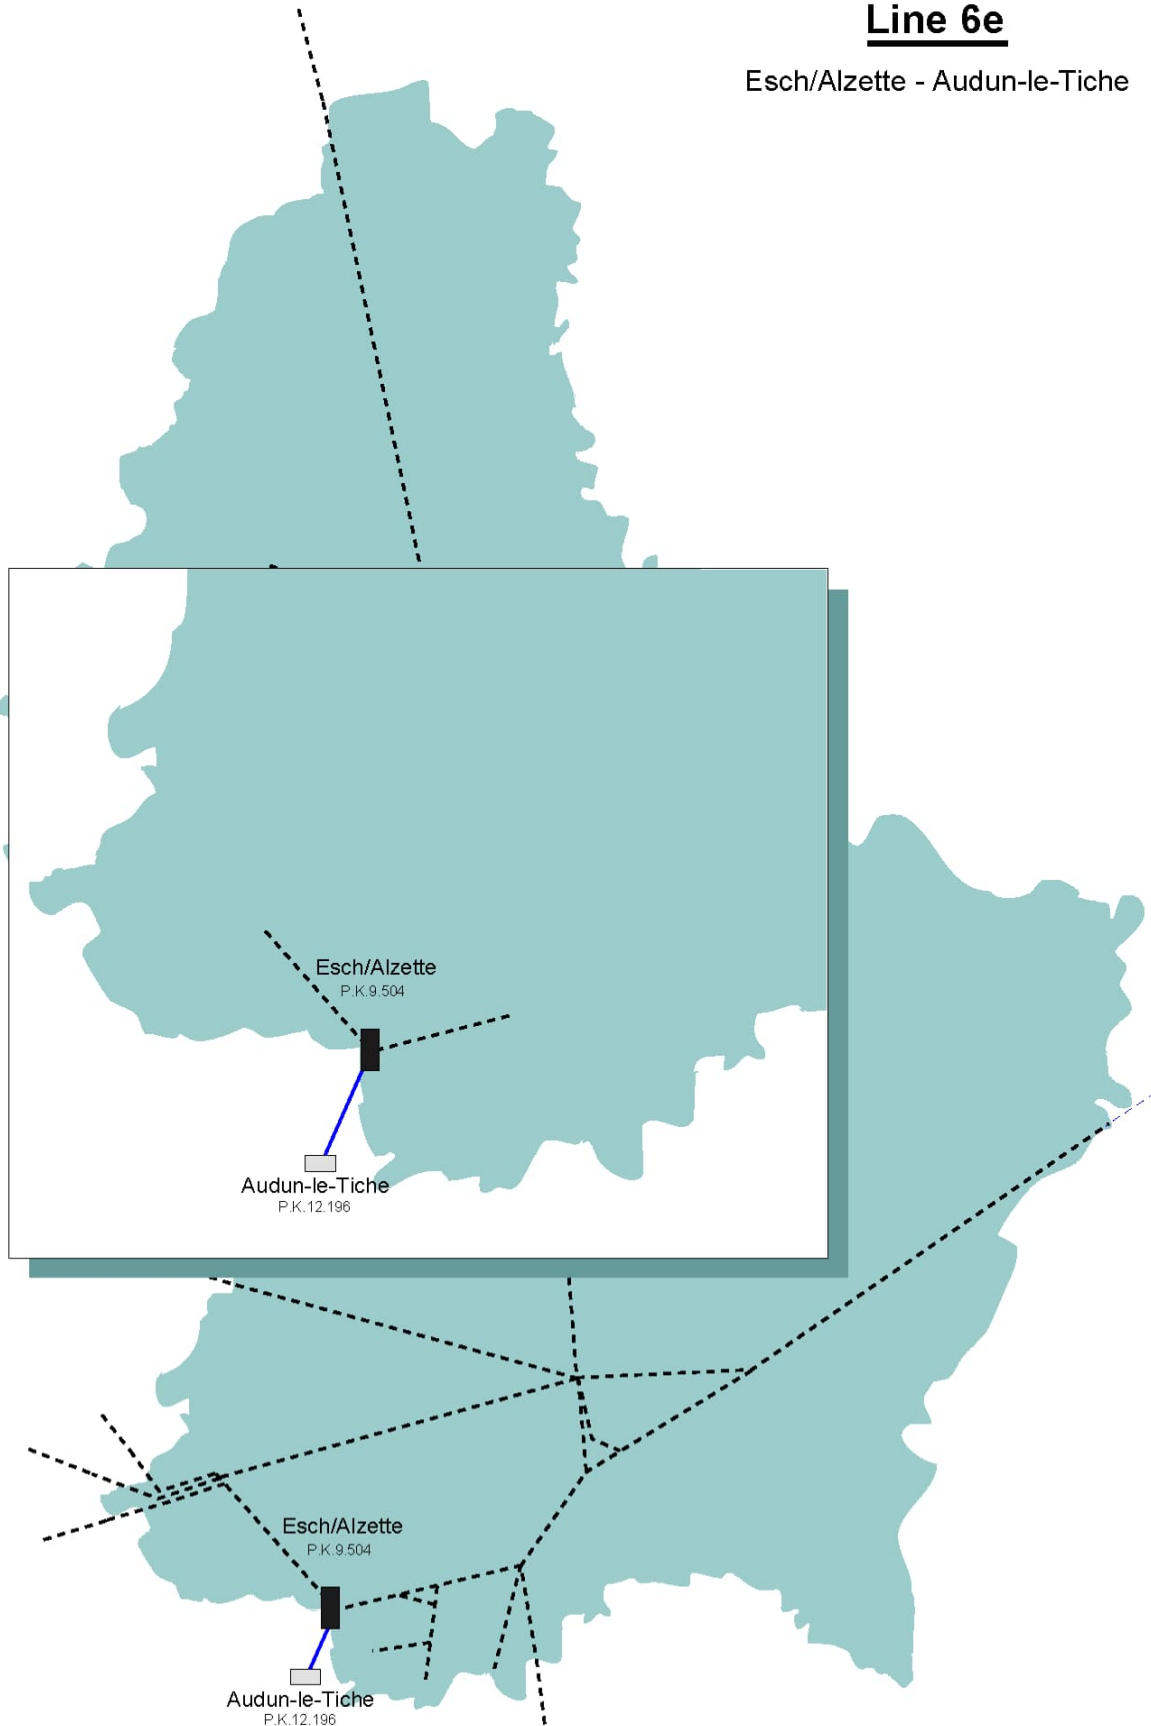 Line 6e
Esch/Alzette - Audun-le-Tiche
Esch/Alzette
P.K.9.504
Audun-le-Tiche
P.K.12.196
Esch/Alzette
P.K.9.504
Audun-le-Tiche
P.K.12.196